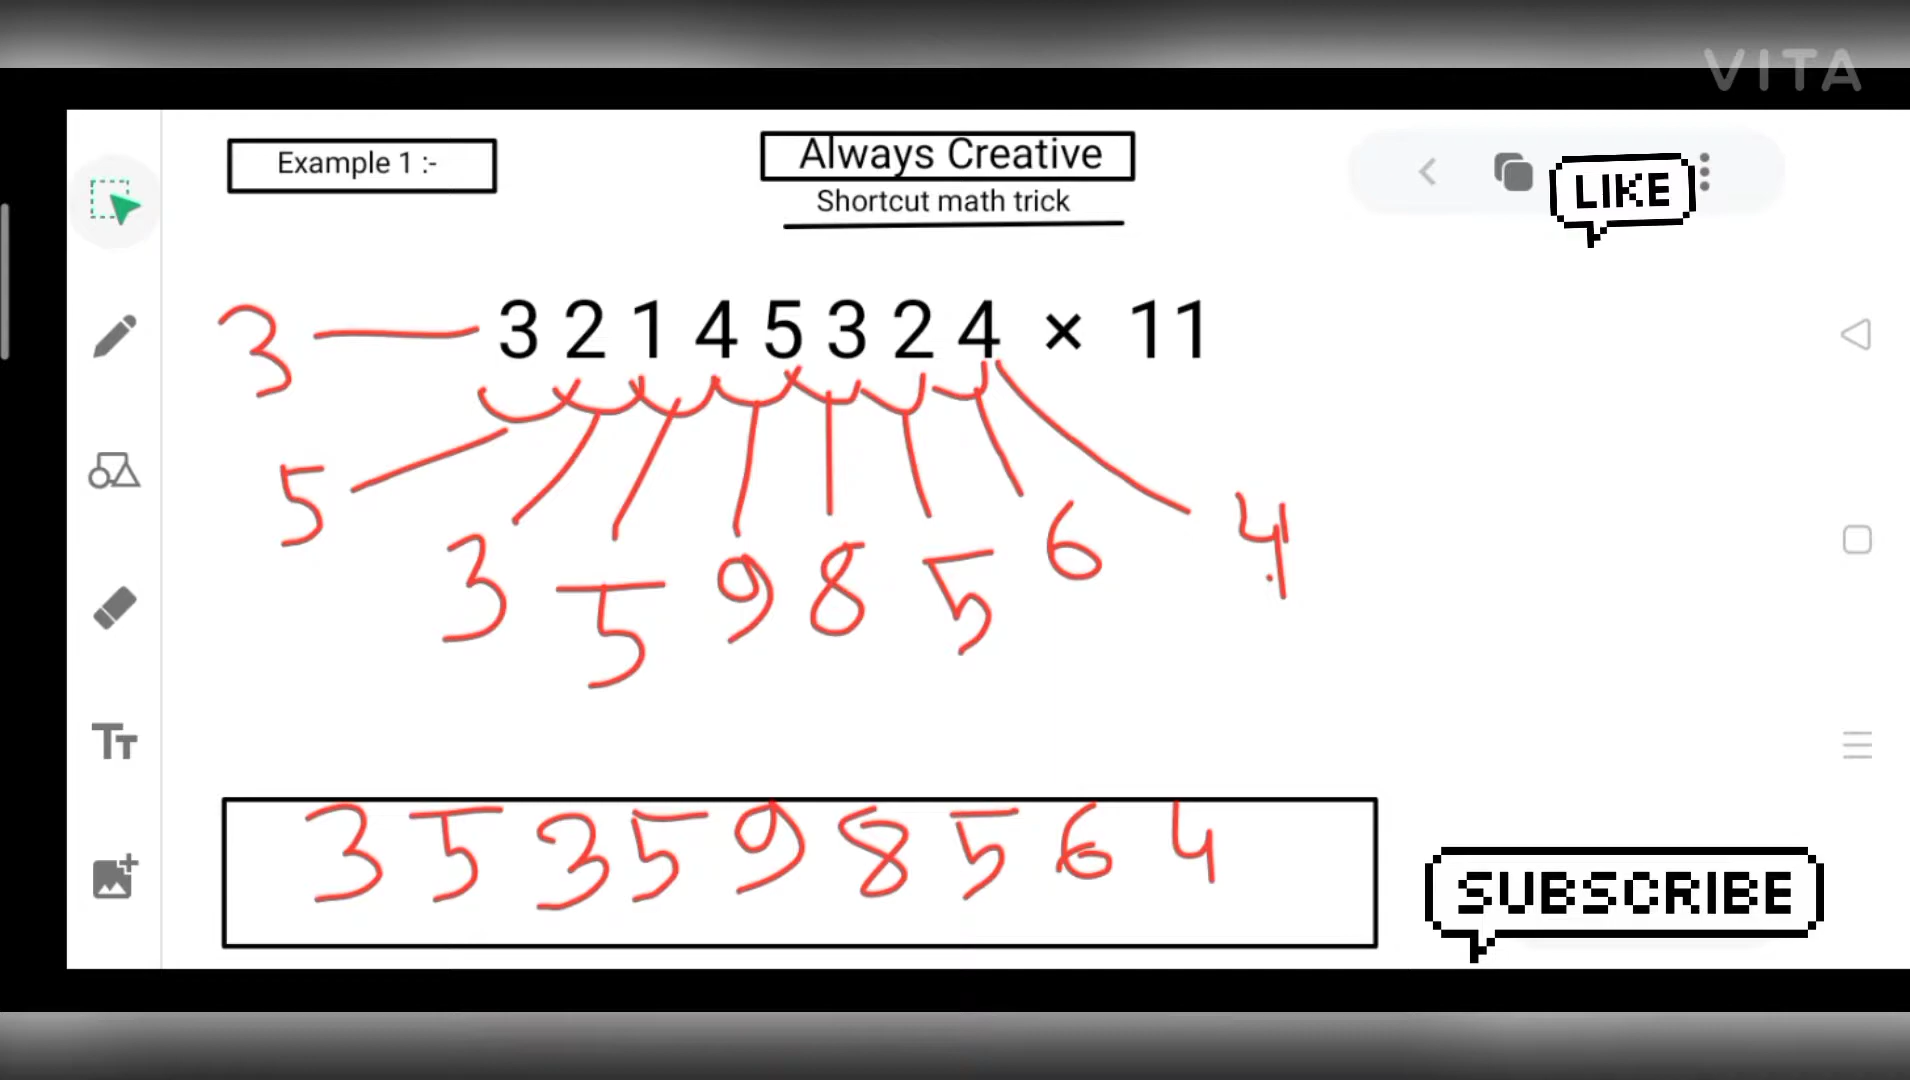 VITA
Example 1 :-
Always Creative
Shortcut math trick
LIKE
3 3 2 1 4 5 3 2 4 × 11
5 3 5 9 8 5 6 4
TT
3 5 3 5 9 8 5 6 4
SUBSCRIBE